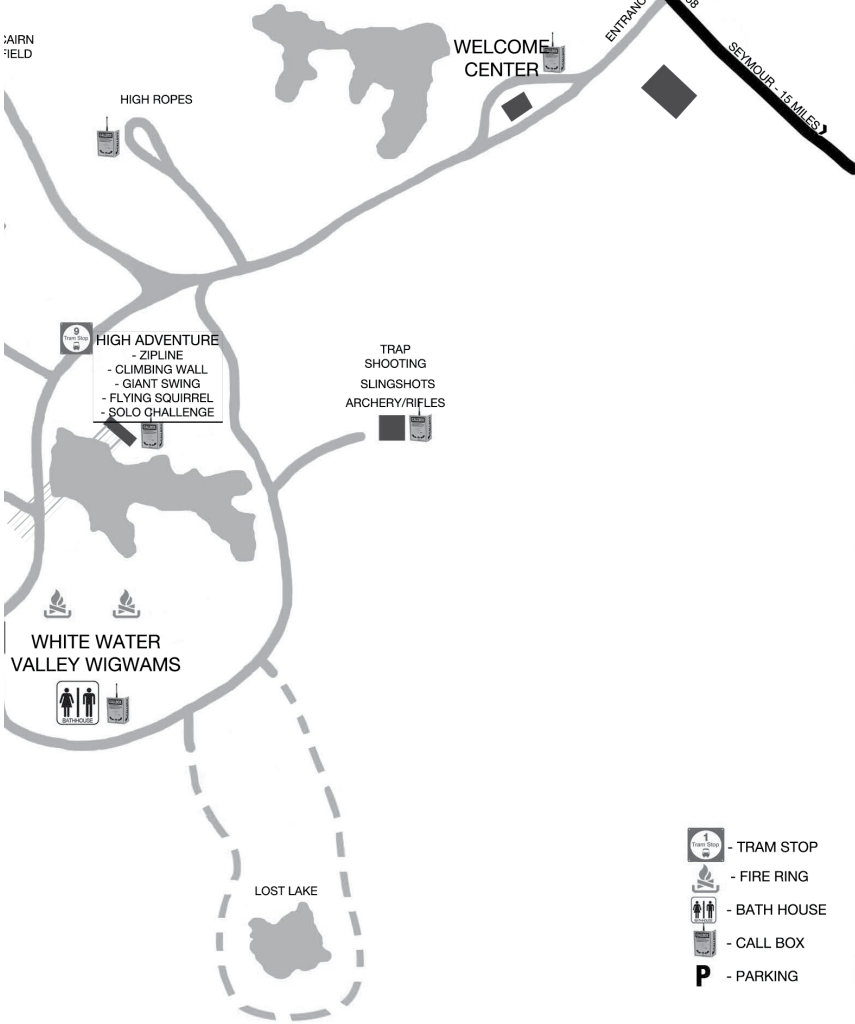 FIELD
WELCOME
CENTER
SEYMOUR - 15 MILES
HIGH ROPES
9
Tram Stop
HIGH ADVENTURE
- ZIPLINE
- CLIMBING WALL
- GIANT SWING
- FLYING SQUIRREL
- SOLO CHALLENGE
TRAP
SHOOTING
SLINGSHOTS
ARCHERY/RIFLES
WHITE WATER
VALLEY WIGWAMS
BATHHOUSE
LOST LAKE
1
Tram Stop
- TRAM STOP
- FIRE RING
BATHHOUSE
- BATH HOUSE
- CALL BOX
P - PARKING